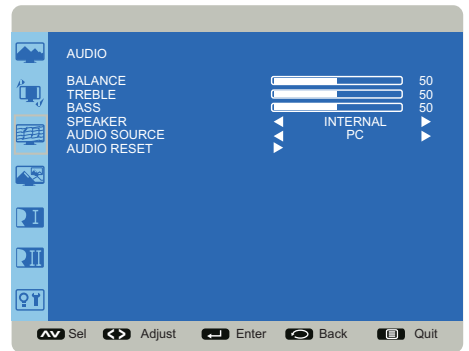 AUDIO
BALANCE 50
TREBLE 50
BASS 50
SPEAKER INTERNAL
AUDIO SOURCE PC
AUDIO RESET
Sel Adjust Enter Back Quit